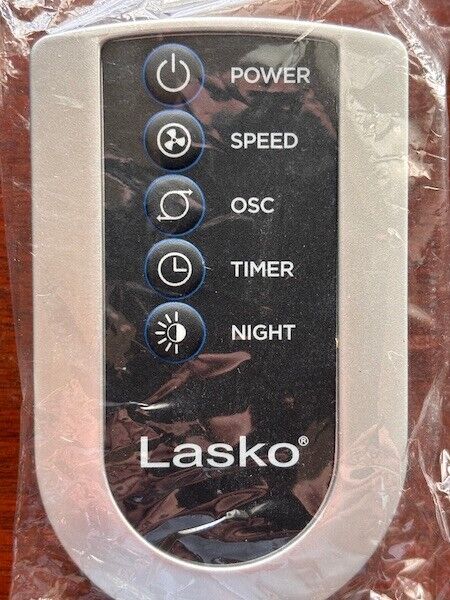 POWER
SPEED
OSC
TIMER
NIGHT
Lasko®